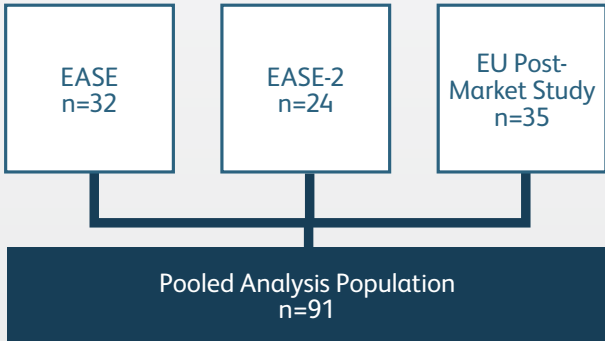 EASE
n=32
EASE-2
n=24
EU Post-
Market Study
n=35
Pooled Analysis Population
n=91